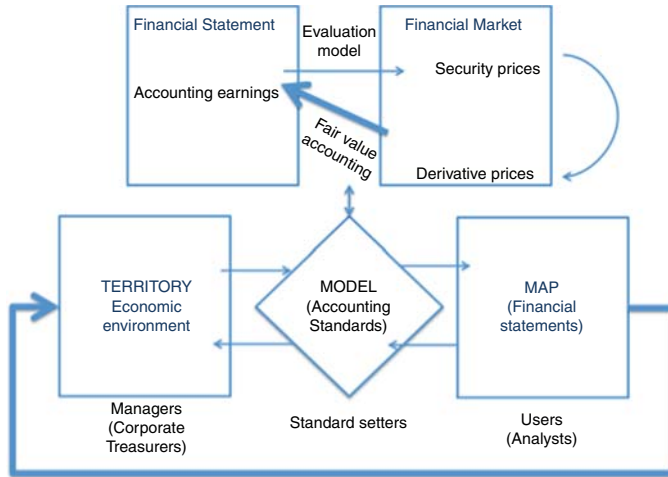 Financial Statement
Evaluation
model
Financial Market
Security prices
Accounting earnings
Fair value
accounting
Derivative prices
TERRITORY
Economic
environment
MODEL
(Accounting
Standards)
MAP
(Financial
statements)
Managers
(Corporate
Treasurers)
Standard setters
Users
(Analysts)